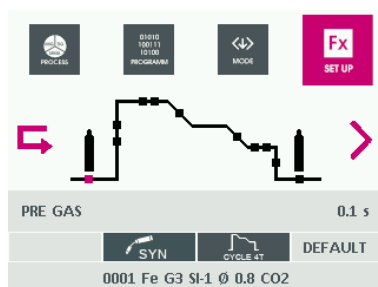 01010
100111
10100
Fx
PROCESS
PROGRAMM
MODE
SET UP
PRE GAS 0.1 s
SYN CYCLE 4T DEFAULT
0001 Fe G3 SI-1 Ø 0.8 CO2